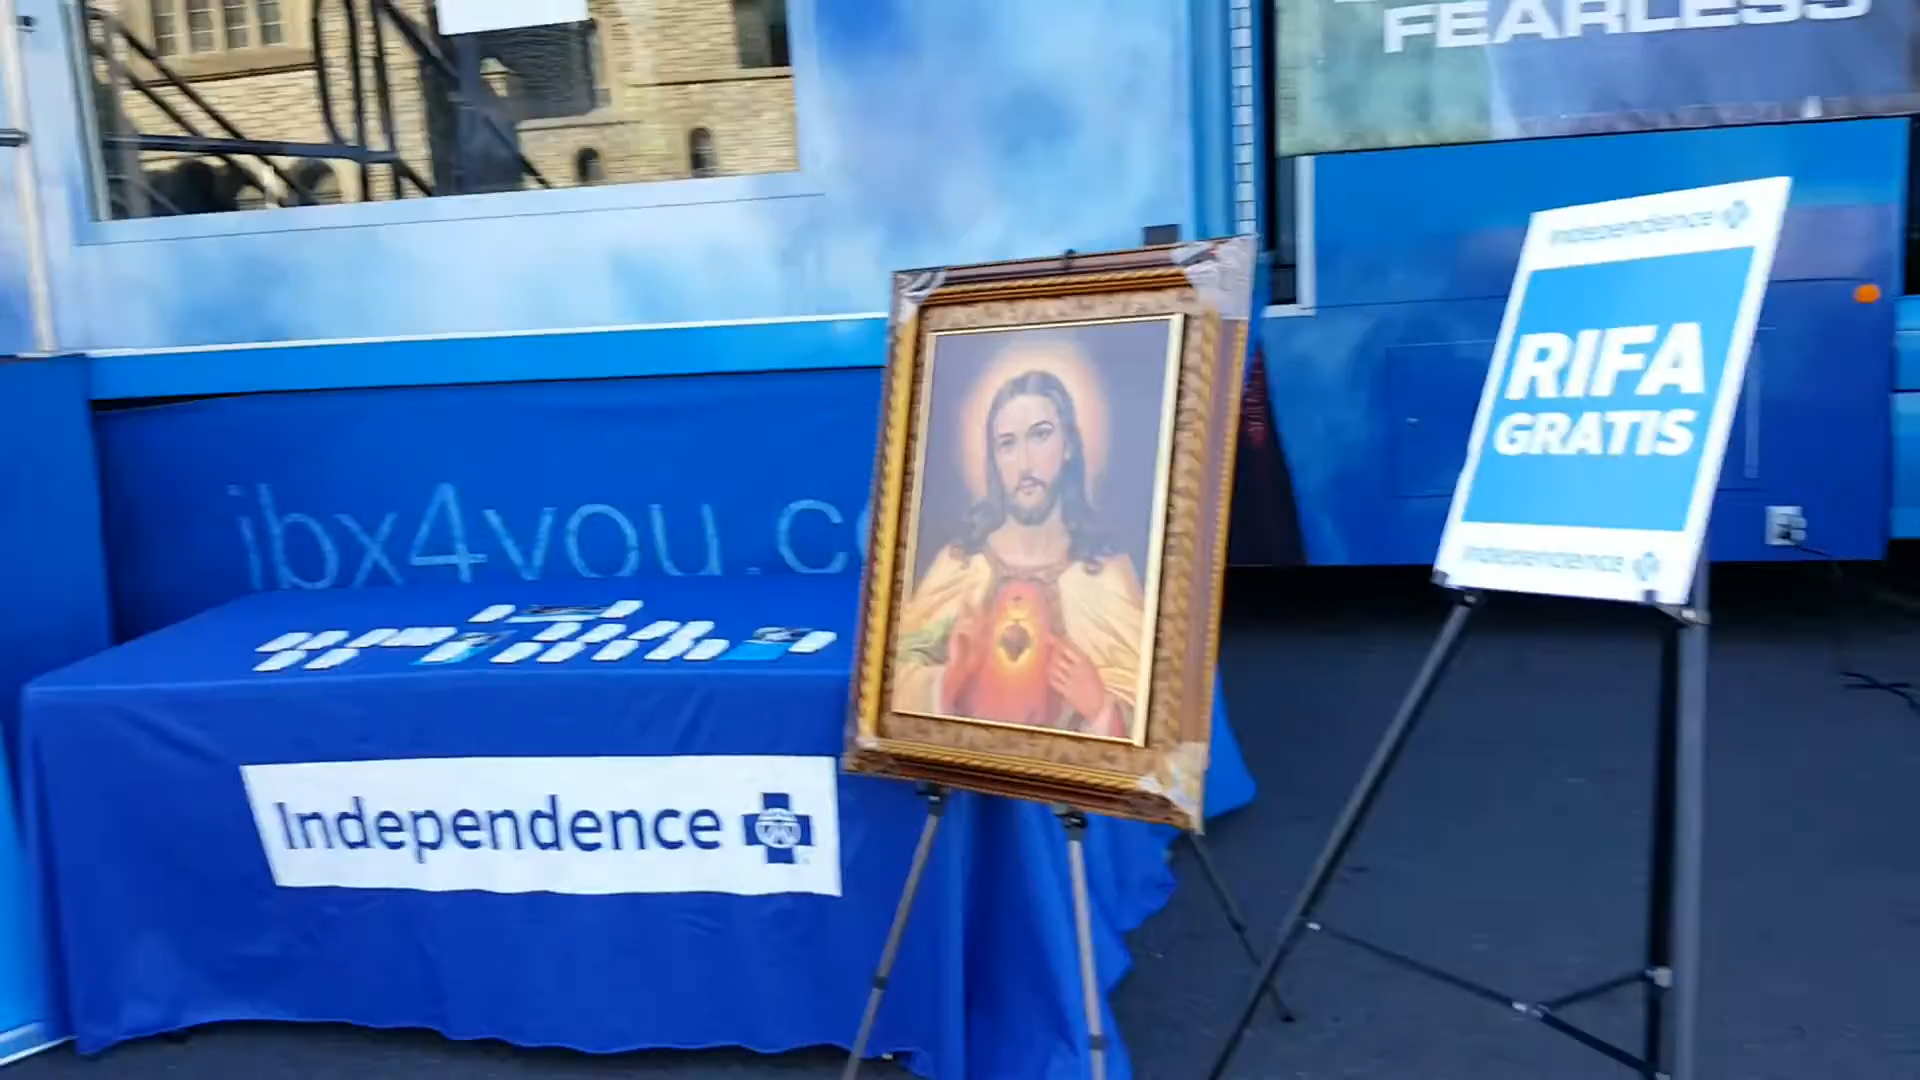 FEARLESS
Independence
RIFA
GRATIS
Independence
ibx4you.c
Independence